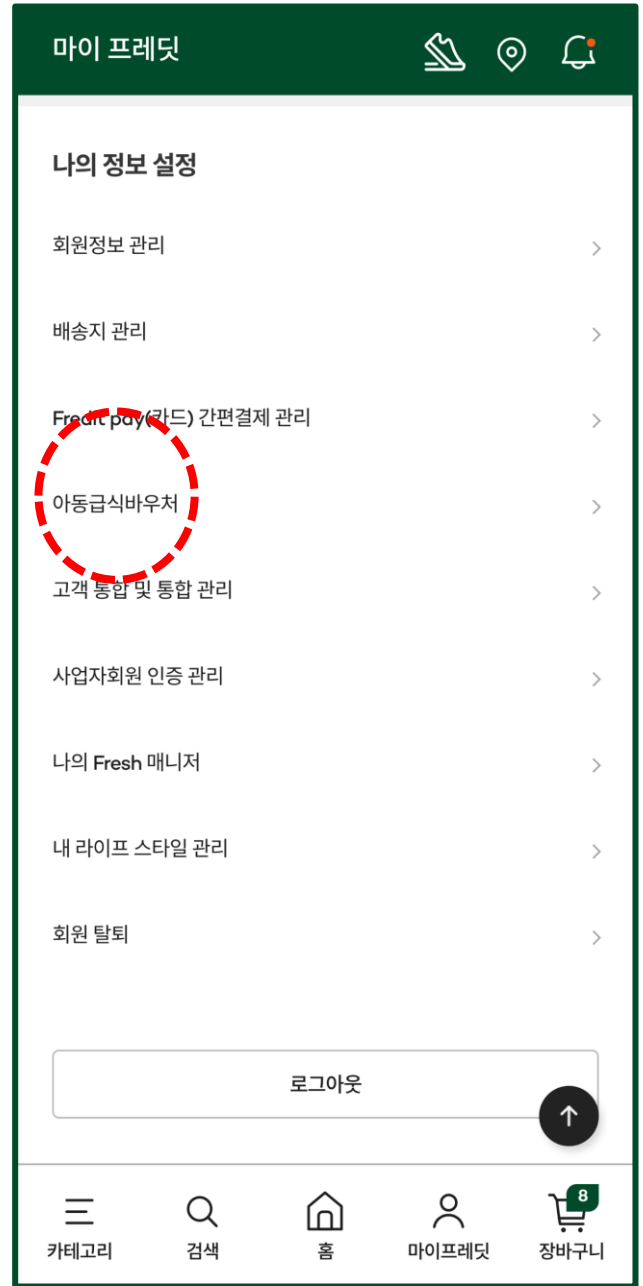 마이 프레딧
나의 정보 설정
회원정보 관리
배송지 관리
Fredit pay(카드) 간편결제 관리
아동급식바우처
고객 통합 및 통합 관리
사업자회원 인증 관리
나의 Fresh 매니저
내 라이프 스타일 관리
회원 탈퇴
로그아웃
8
카테고리 검색 홈 마이프레딧 장바구니